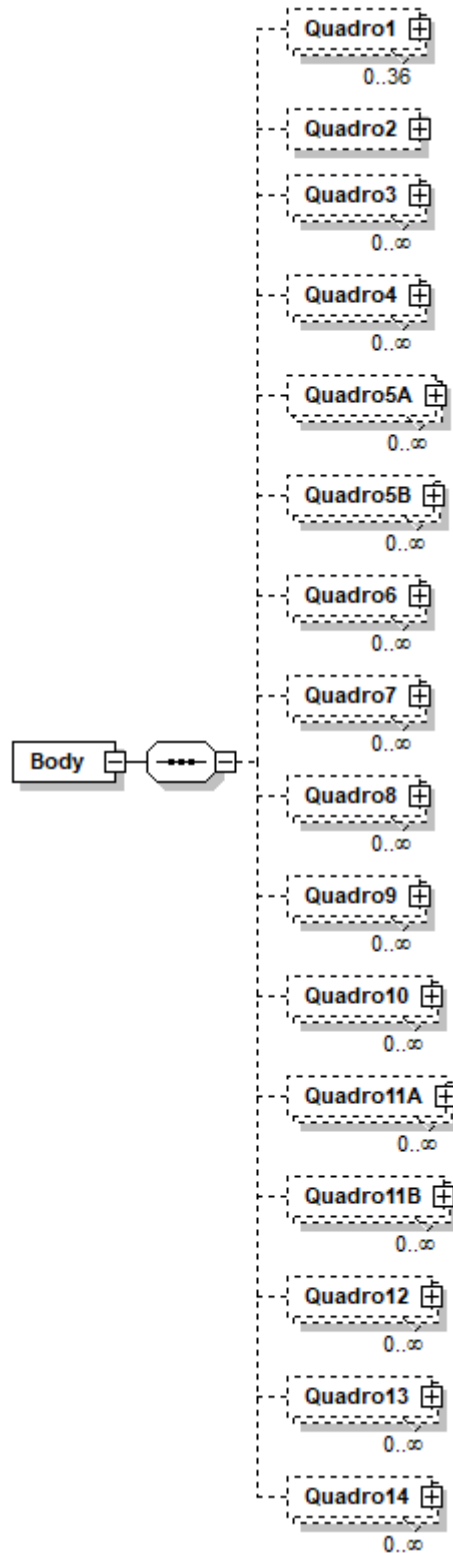 Quadro1
0..36
Quadro2
Quadro3
0..∞
Quadro4
0..∞
Quadro5A
0..∞
Quadro5B
0..∞
Quadro6
0..∞
Quadro7
0..∞
Body
Quadro8
0..∞
Quadro9
0..∞
Quadro10
0..∞
Quadro11A
0..∞
Quadro11B
0..∞
Quadro12
0..∞
Quadro13
0..∞
Quadro14
0..∞